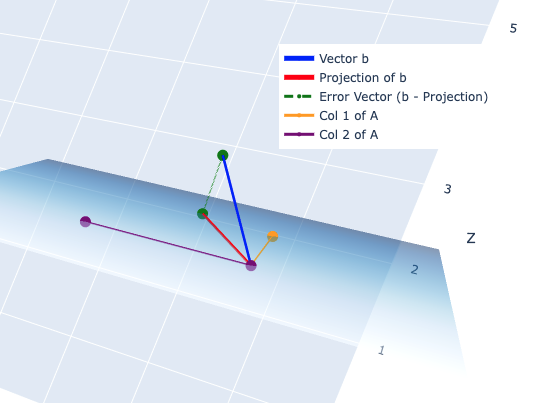 5
Vector b
Projection of b
Error Vector (b - Projection)
Col 1 of A
Col 2 of A
3
Z
2
1